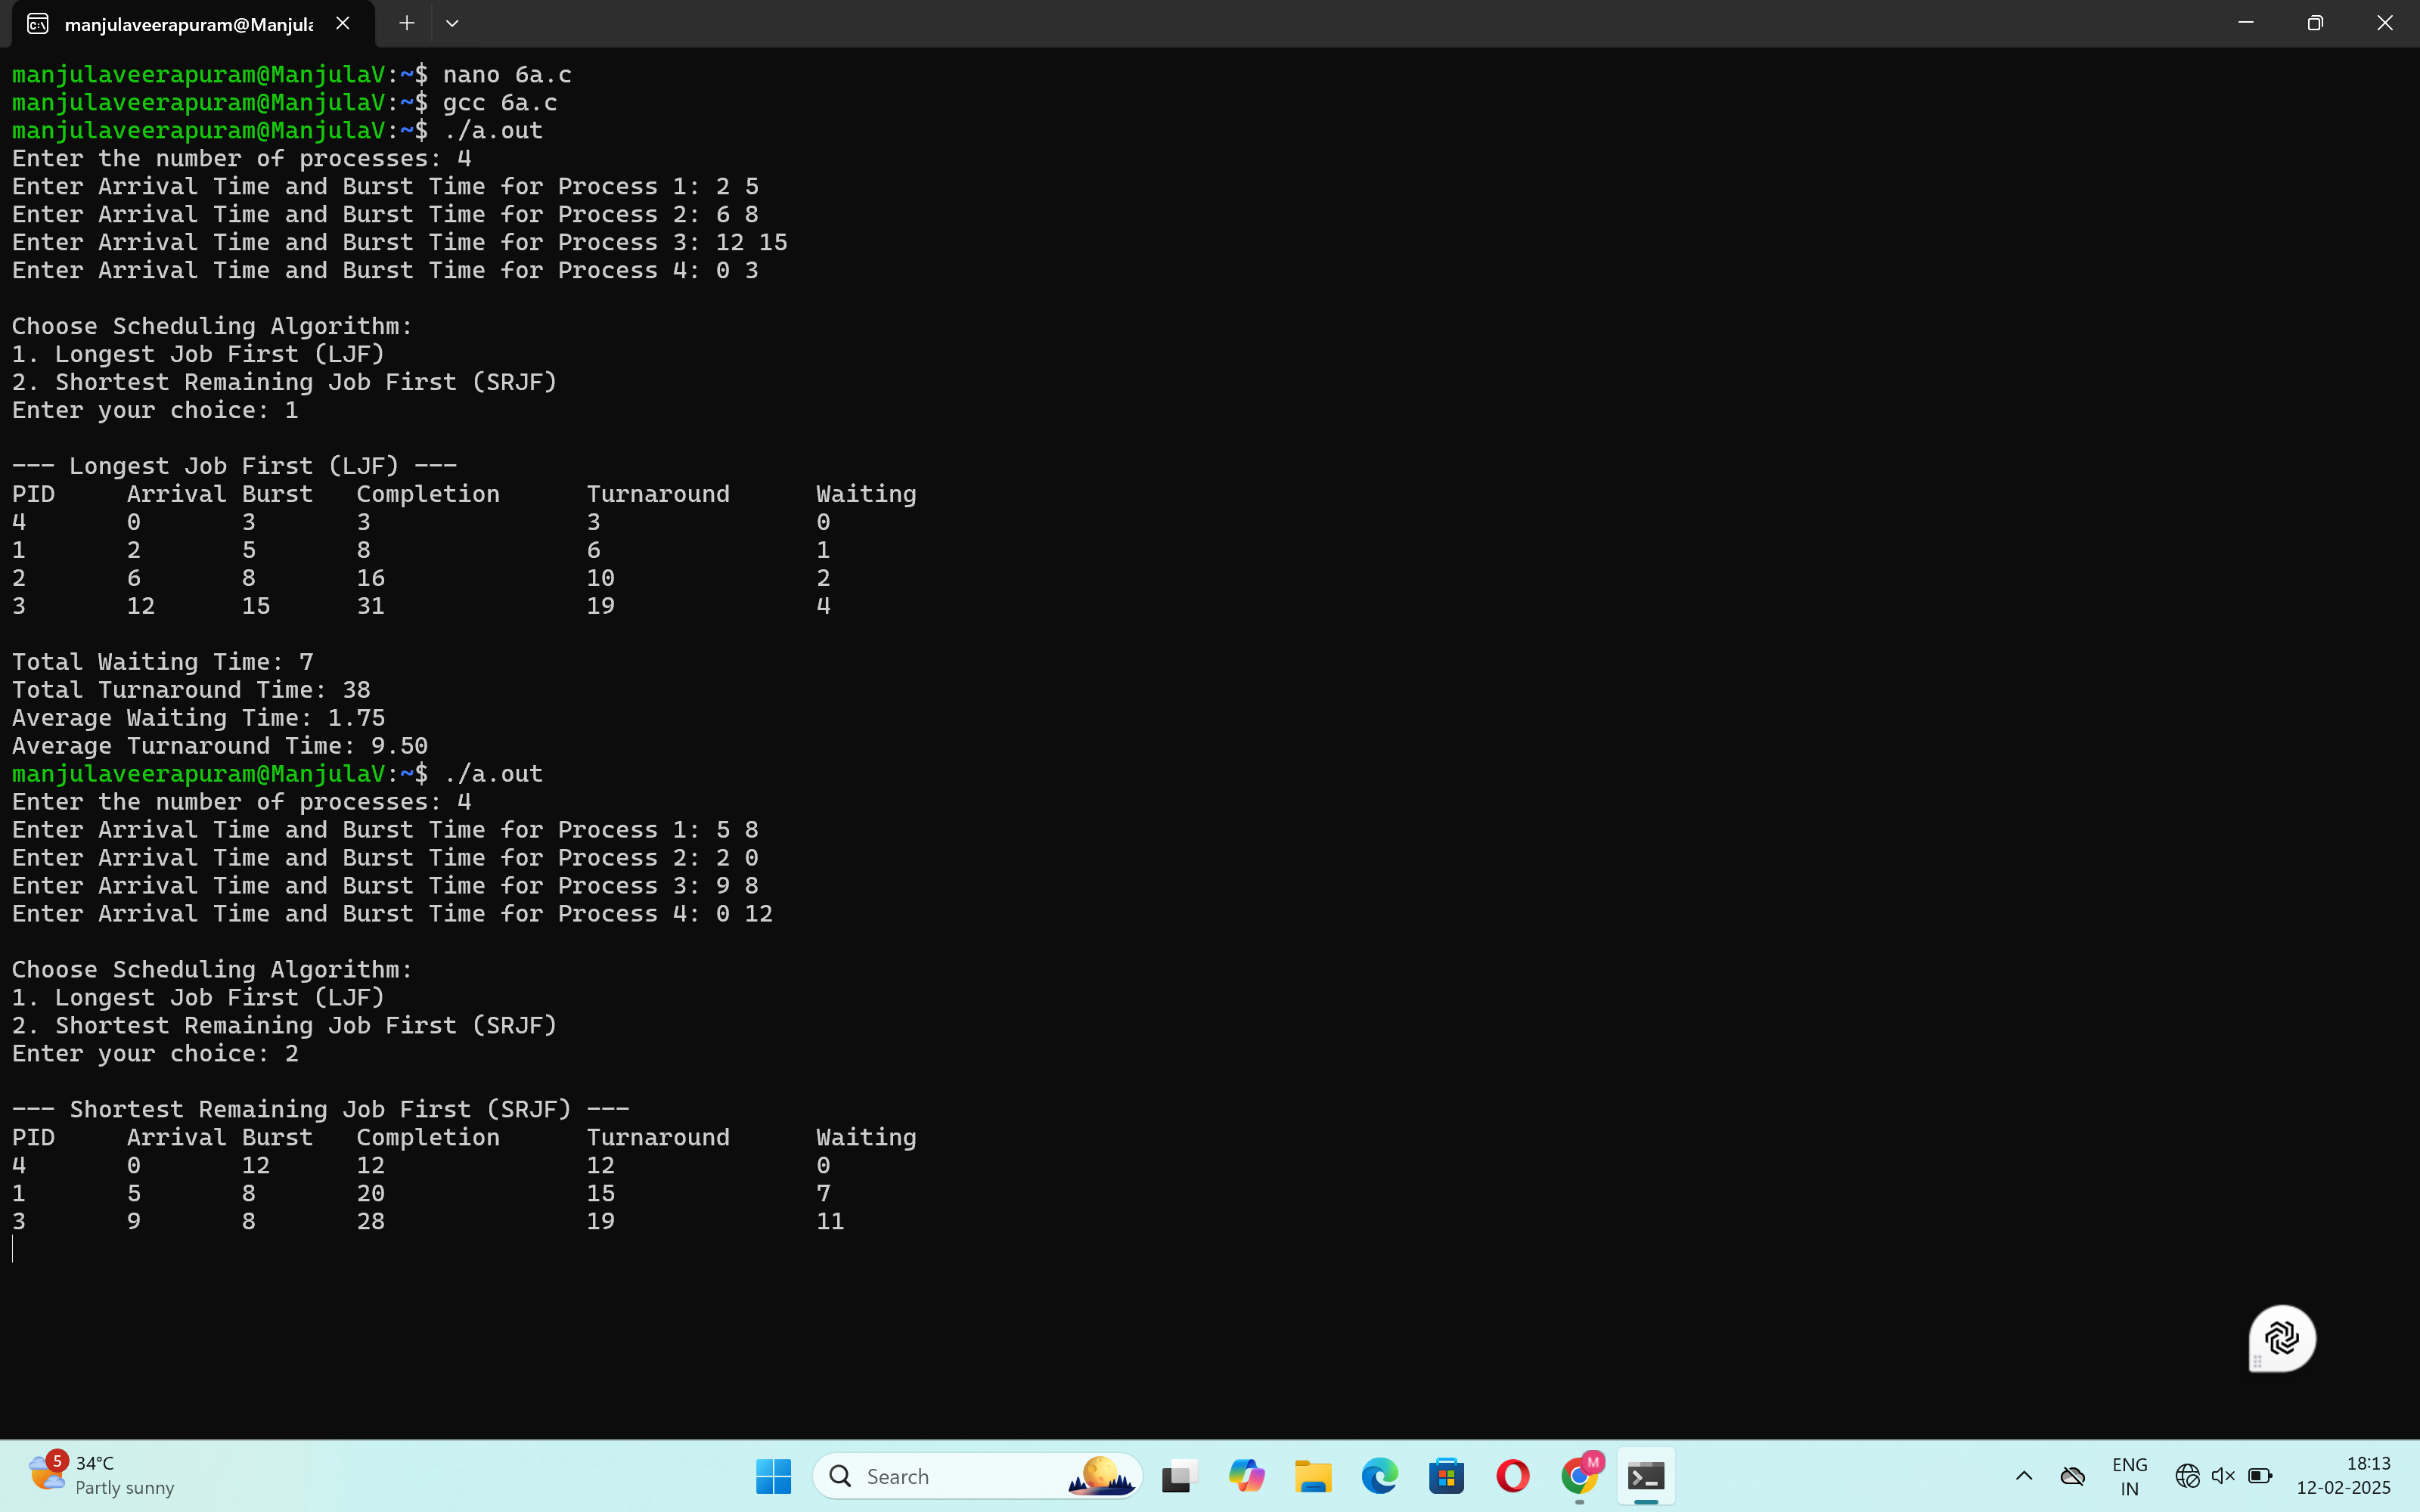 manjulaveerapuram@Manjula
manjulaveerapuram@ManjulaV:~$ nano 6a.c
manjulaveerapuram@ManjulaV:~$ gcc 6a.c
manjulaveerapuram@ManjulaV:~$ ./a.out
Enter the number of processes: 4
Enter Arrival Time and Burst Time for Process 1: 2 5
Enter Arrival Time and Burst Time for Process 2: 6 8
Enter Arrival Time and Burst Time for Process 3: 12 15
Enter Arrival Time and Burst Time for Process 4: 0 3
Choose Scheduling Algorithm:
1. Longest Job First (LJF)
2. Shortest Remaining Job First (SRJF)
Enter your choice: 1
--- Longest Job First (LJF) ---
PID Arrival Burst Completion Turnaround Waiting
4 0 3 3 3 0
1 2 5 8 6 1
2 6 8 16 10 2
3 12 15 31 19 4
Total Waiting Time: 7
Total Turnaround Time: 38
Average Waiting Time: 1.75
Average Turnaround Time: 9.50
manjulaveerapuram@ManjulaV:~$ ./a.out
Enter the number of processes: 4
Enter Arrival Time and Burst Time for Process 1: 5 8
Enter Arrival Time and Burst Time for Process 2: 2 0
Enter Arrival Time and Burst Time for Process 3: 9 8
Enter Arrival Time and Burst Time for Process 4: 0 12
Choose Scheduling Algorithm:
1. Longest Job First (LJF)
2. Shortest Remaining Job First (SRJF)
Enter your choice: 2
--- Shortest Remaining Job First (SRJF) ---
PID Arrival Burst Completion Turnaround Waiting
4 0 12 12 12 0
1 5 8 20 15 7
3 9 8 28 19 11
5
34°C
Partly sunny
Search
M
ENG
IN
18:13
12-02-2025